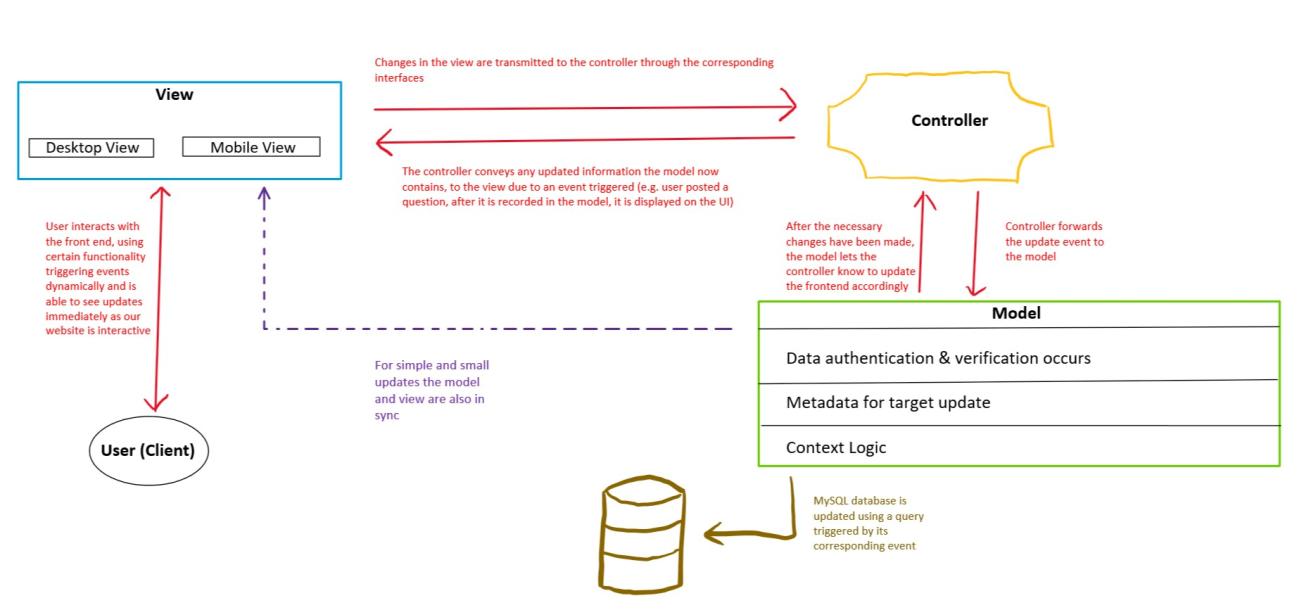 Changes in the view are transmitted to the controller through the corresponding
interfaces
View
Desktop View
Mobile View
Controller
The controller conveys any updated information the model now
contains, to the view due to an event triggered (e.g. user posted a
question, after it is recorded in the model, it is displayed on the UI)
User interacts with
the front end, using
certain functionality
triggering events
dynamically and is
able to see updates
immediately as our
website is interactive
After the necessary
changes have been made,
the model lets the
controller know to update
the frontend accordingly
Controller forwards
the update event to
the model
Model
Data authentication & verification occurs
Metadata for target update
Context Logic
For simple and small
updates the model
and view are also in
sync
User (Client)
MySQL database is
updated using a query
triggered by its
corresponding event